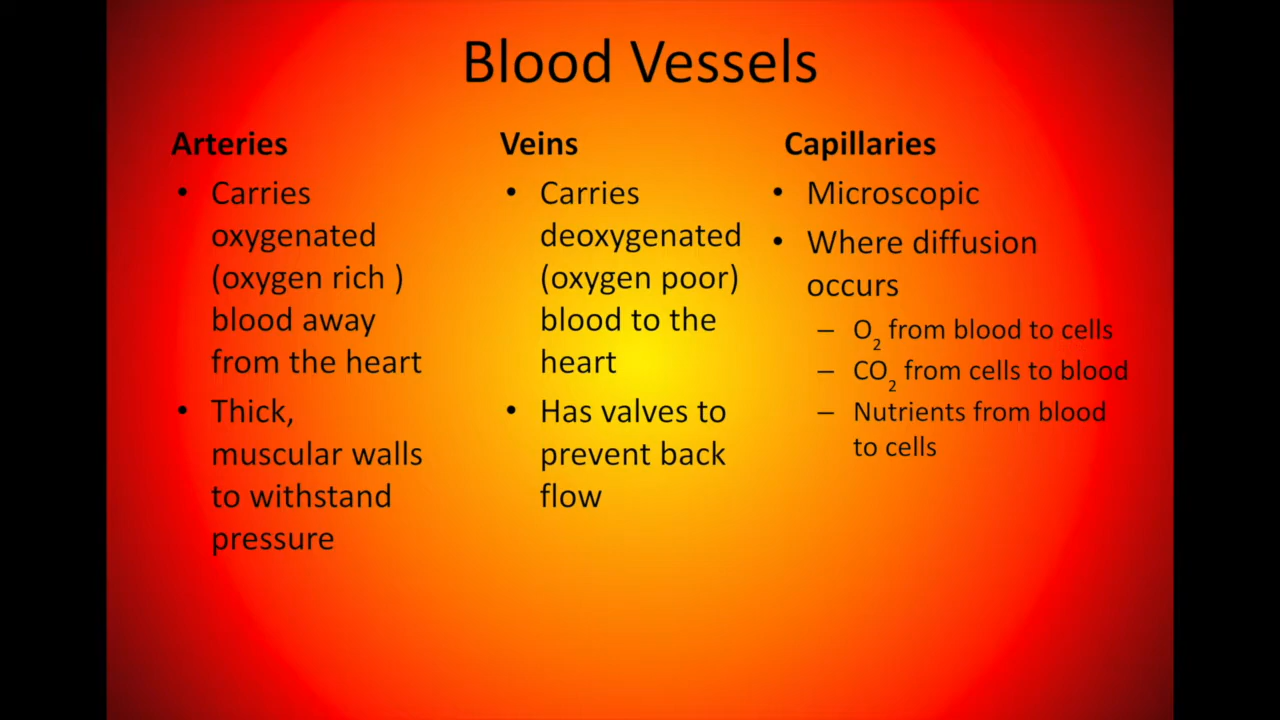 Blood Vessels
Arteries
• Carries
oxygenated
(oxygen rich )
blood away
from the heart
• Thick,
muscular walls
to withstand
pressure
Veins
• Carries
deoxygenated
(oxygen poor)
blood to the
heart
• Has valves to
prevent back
flow
Capillaries
• Microscopic
• Where diffusion
occurs
– O₂ from blood to cells
– CO₂ from cells to blood
– Nutrients from blood
to cells